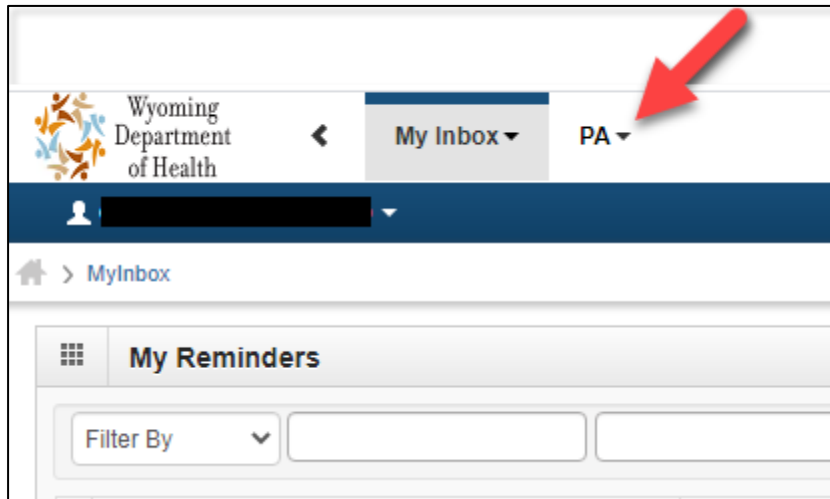 Wyoming
Department
of Health
My Inbox
PA
MyInbox
My Reminders
Filter By